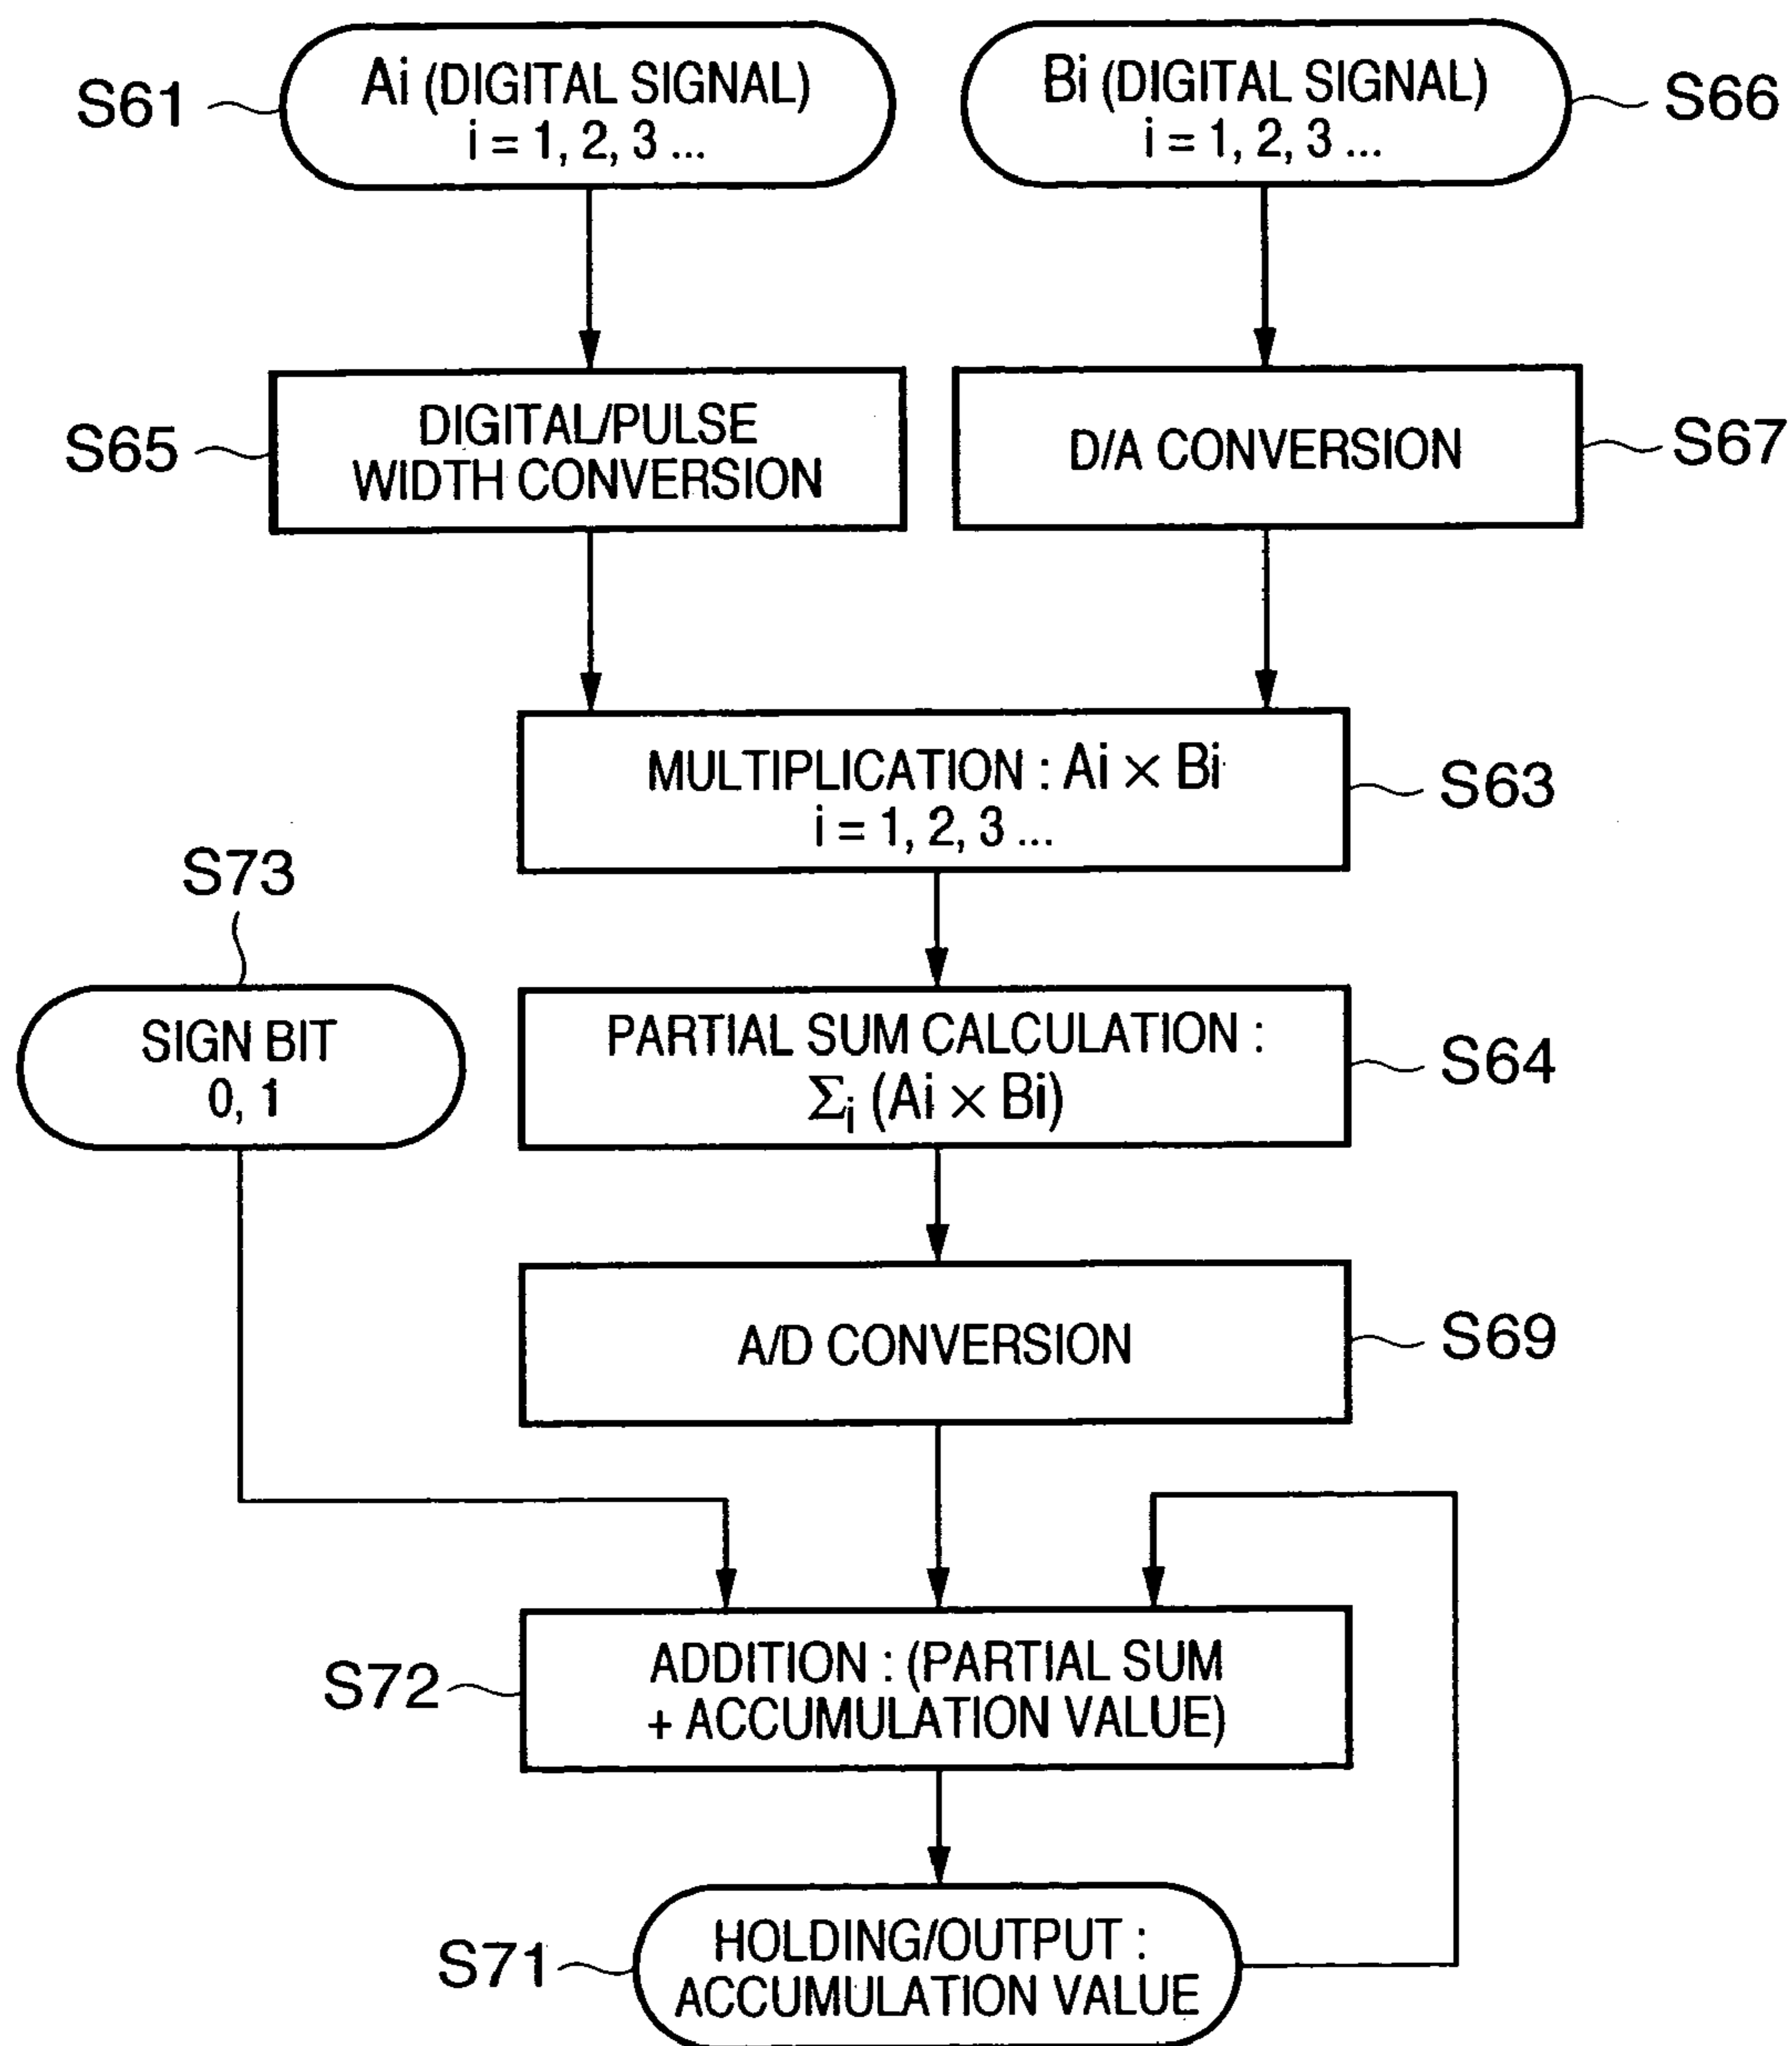 S61
Ai (DIGITAL SIGNAL)
i = 1, 2, 3 ...
Bi (DIGITAL SIGNAL)
i = 1, 2, 3 ...
S66
S65
DIGITAL/PULSE
WIDTH CONVERSION
D/A CONVERSION
S67
MULTIPLICATION : Ai × Bi
i = 1, 2, 3 ...
S63
S73
SIGN BIT
0, 1
PARTIAL SUM CALCULATION :
Σi (Ai × Bi)
S64
A/D CONVERSION
S69
S72
ADDITION : (PARTIAL SUM
+ ACCUMULATION VALUE)
S71
HOLDING/OUTPUT :
ACCUMULATION VALUE